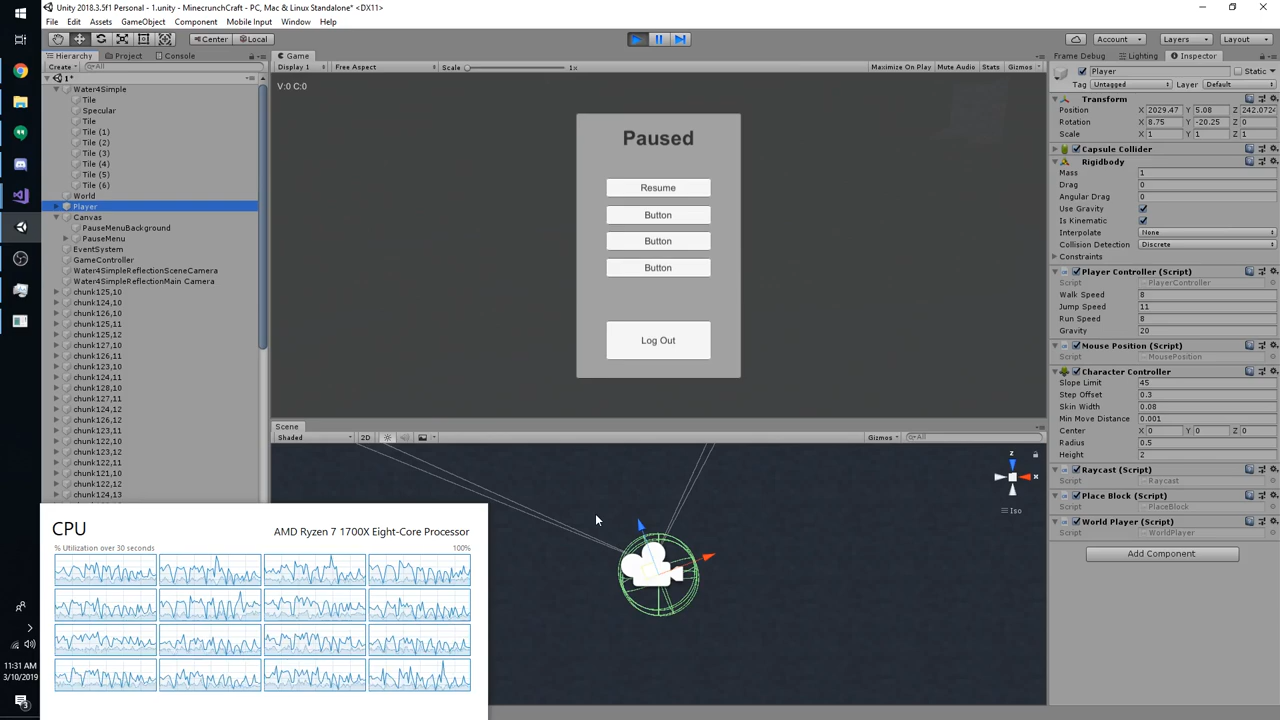 Unity 2018.3.5f1 Personal - 1.unity - MinecrunchCraft - PC, Mac & Linux Standalone* <DX11>
File Edit Assets GameObject Component Mobile Input Window Help
Center Local
Account Layers Layout
Hierarchy Project Console
Create All
1*
Water4Simple
Tile
Specular
Tile
Tile (1)
Tile (2)
Tile (3)
Tile (4)
Tile (5)
Tile (6)
World
Player
Canvas
PauseMenuBackground
PauseMenu
EventSystem
GameController
Water4SimpleReflectionSceneCamera
Water4SimpleReflectionMain Camera
chunk125,10
chunk124,10
chunk126,10
chunk125,11
chunk125,12
chunk127,10
chunk126,11
chunk123,10
chunk124,11
chunk128,10
chunk127,11
chunk124,12
chunk126,12
chunk123,11
chunk122,10
chunk123,12
chunk122,11
chunk121,10
chunk122,12
chunk124,13
Game
Display 1 Free Aspect Scale 1x Maximize On Play Mute Audio Stats Gizmos
V:0 C:0
Paused
Resume
Button
Button
Button
Log Out
Scene
Shaded 2D Gizmos All
z
x
Iso
Frame Debug Lighting Inspector
Player Static
Tag Untagged Layer Default
Transform
Position X 2029.47 Y 5.08 Z 242.0724
Rotation X 8.75 Y -20.25 Z 0
Scale X 1 Y 1 Z 1
Capsule Collider
Rigidbody
Mass 1
Drag 0
Angular Drag 0
Use Gravity
Is Kinematic
Interpolate None
Collision Detection Discrete
Constraints
Player Controller (Script)
Script PlayerController
Walk Speed 8
Jump Speed 11
Run Speed 8
Gravity 20
Mouse Position (Script)
Script MousePosition
Character Controller
Slope Limit 45
Step Offset 0.3
Skin Width 0.08
Min Move Distance 0.001
Center X 0 Y 0 Z 0
Radius 0.5
Height 2
Raycast (Script)
Script Raycast
Place Block (Script)
Script PlaceBlock
World Player (Script)
Script WorldPlayer
Add Component
CPU AMD Ryzen 7 1700X Eight-Core Processor
% Utilization over 30 seconds 100%
11:31 AM
3/10/2019
3